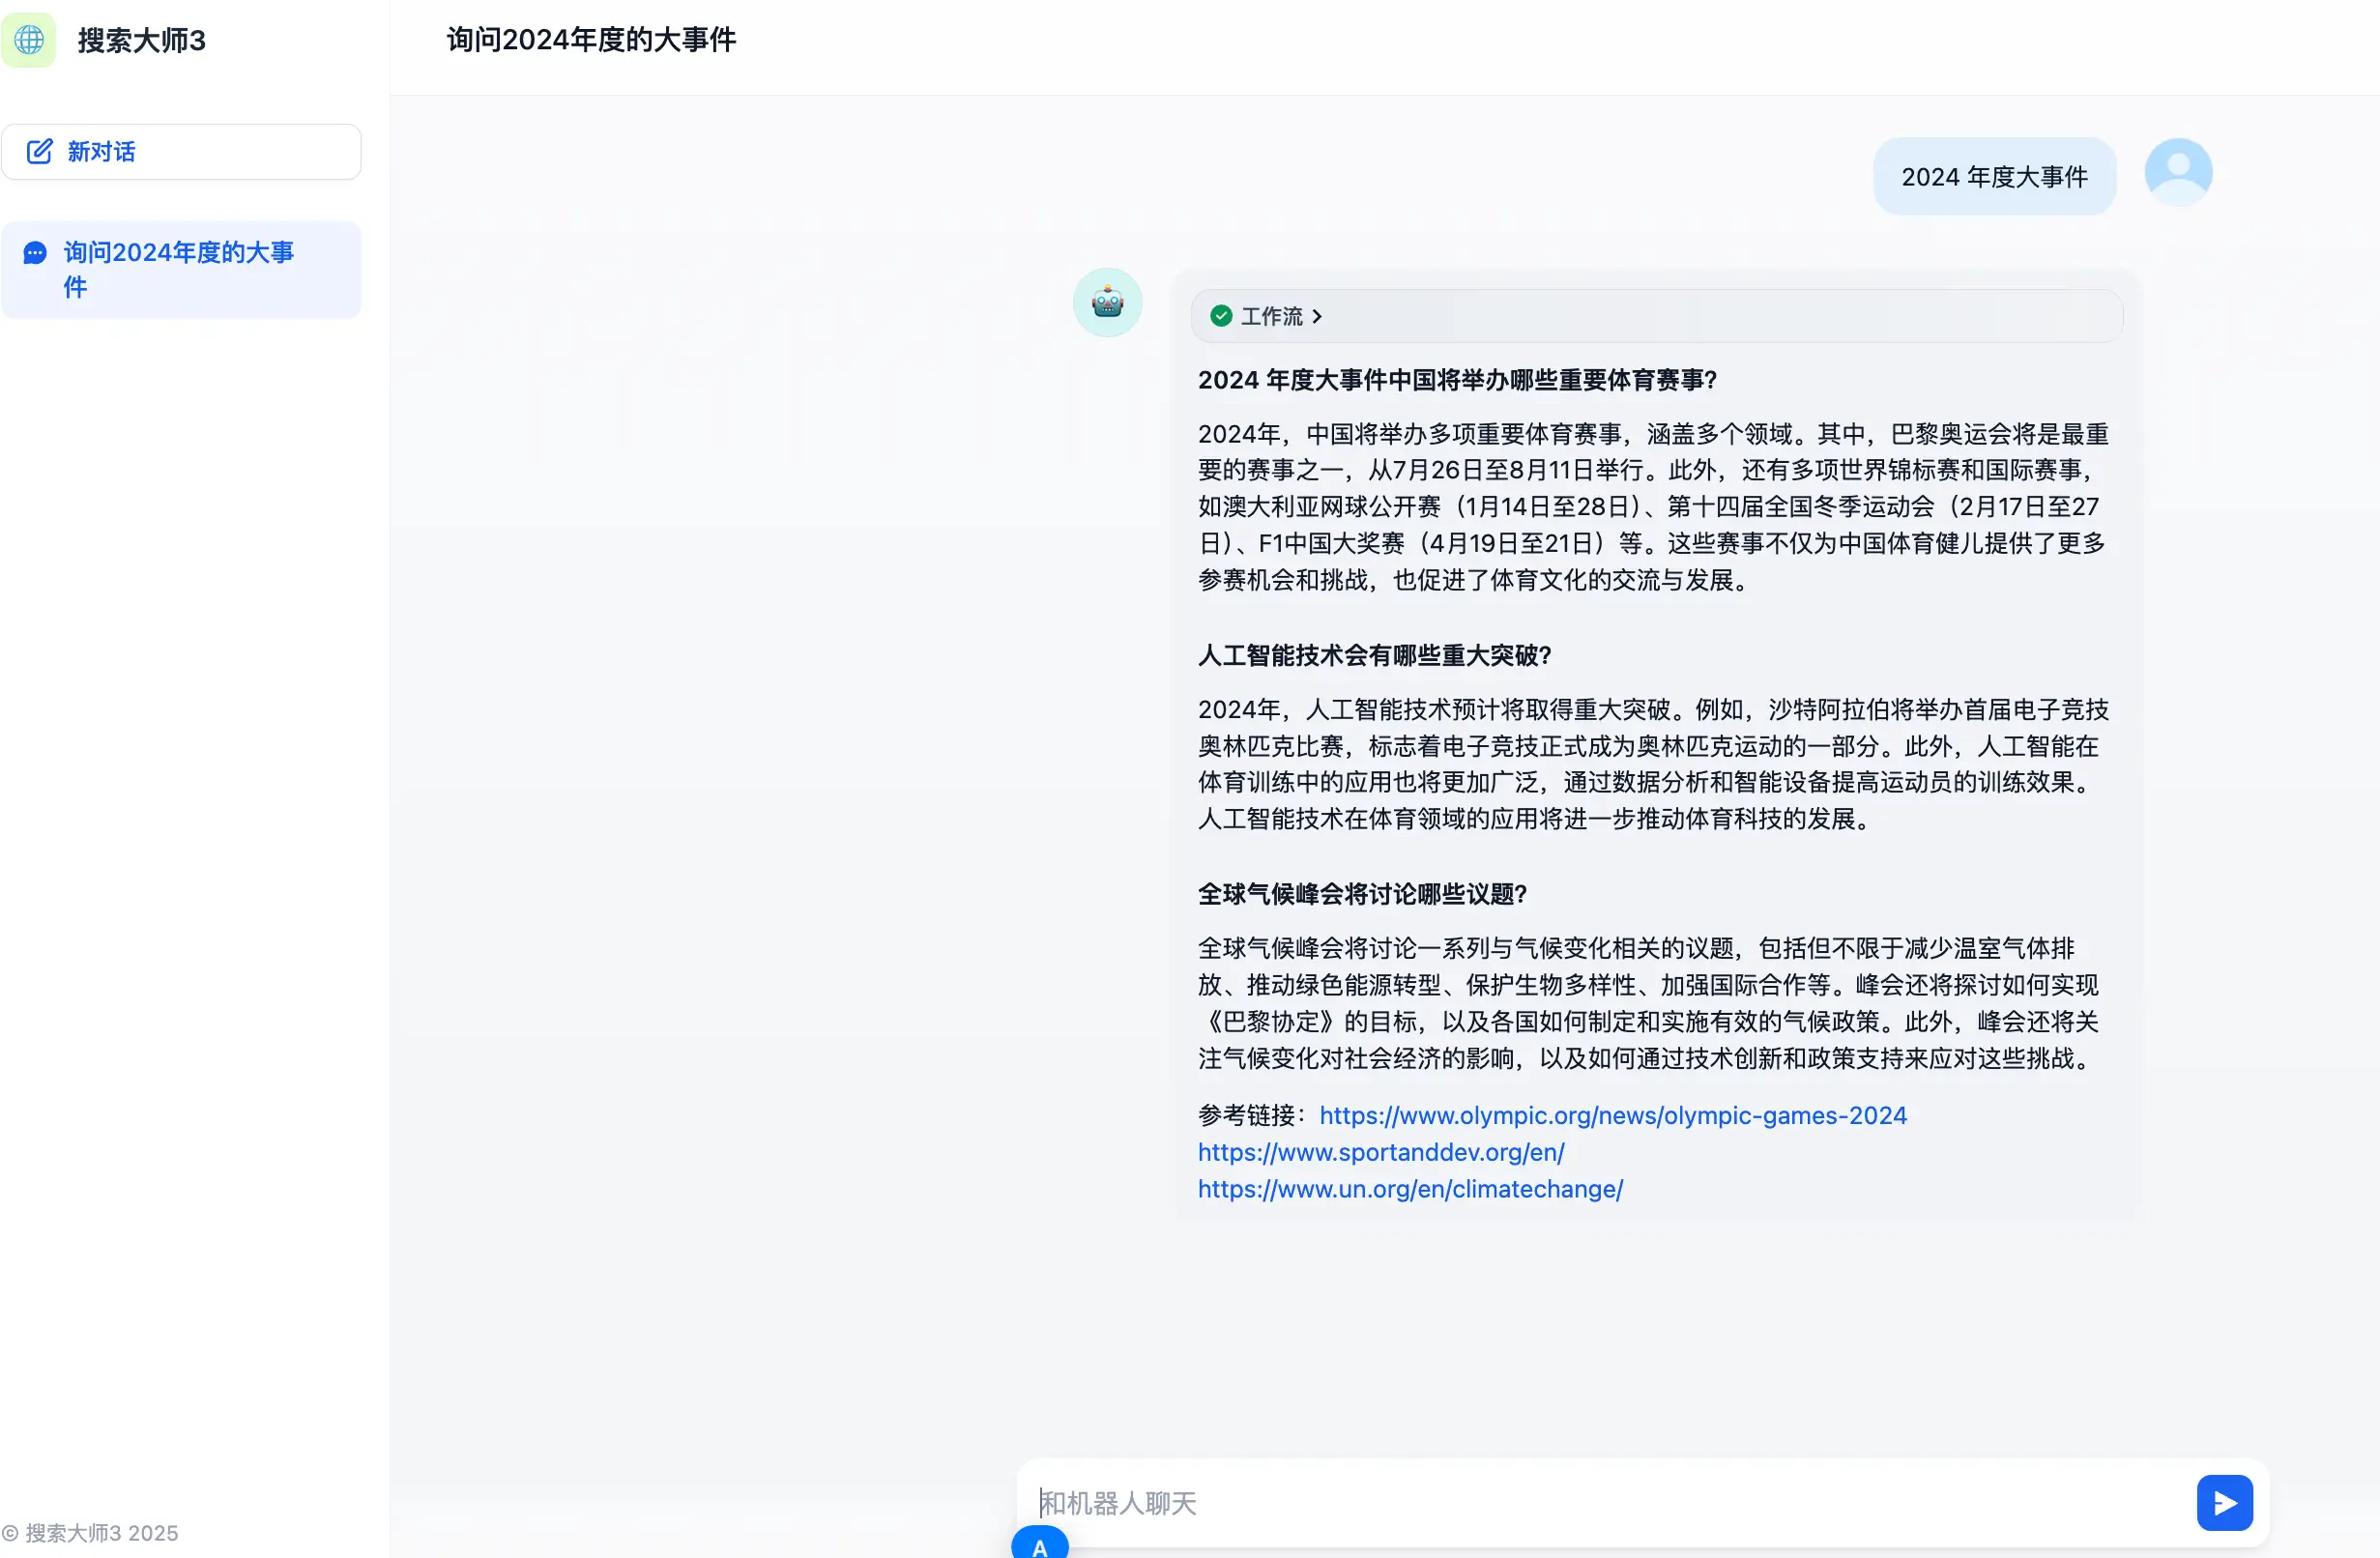 搜索大师3
新对话
询问2024年度的大事
件
© 搜索大师3 2025
询问2024年度的大事件
2024 年度大事件
工作流
2024 年度大事件中国将举办哪些重要体育赛事?
2024年，中国将举办多项重要体育赛事，涵盖多个领域。其中，巴黎奥运会将是最重
要的赛事之一，从7月26日至8月11日举行。此外，还有多项世界锦标赛和国际赛事，
如澳大利亚网球公开赛（1月14日至28日）、第十四届全国冬季运动会（2月17日至27
日）、F1中国大奖赛（4月19日至21日）等。这些赛事不仅为中国体育健儿提供了更多
参赛机会和挑战，也促进了体育文化的交流与发展。
人工智能技术会有哪些重大突破?
2024年，人工智能技术预计将取得重大突破。例如，沙特阿拉伯将举办首届电子竞技
奥林匹克比赛，标志着电子竞技正式成为奥林匹克运动的一部分。此外，人工智能在
体育训练中的应用也将更加广泛，通过数据分析和智能设备提高运动员的训练效果。
人工智能技术在体育领域的应用将进一步推动体育科技的发展。
全球气候峰会将讨论哪些议题?
全球气候峰会将讨论一系列与气候变化相关的议题，包括但不限于减少温室气体排
放、推动绿色能源转型、保护生物多样性、加强国际合作等。峰会还将探讨如何实现
《巴黎协定》的目标，以及各国如何制定和实施有效的气候政策。此外，峰会还将关
注气候变化对社会经济的影响，以及如何通过技术创新和政策支持来应对这些挑战。
参考链接：https://www.olympic.org/news/olympic-games-2024
https://www.sportanddev.org/en/
https://www.un.org/en/climatechange/
和机器人聊天
A